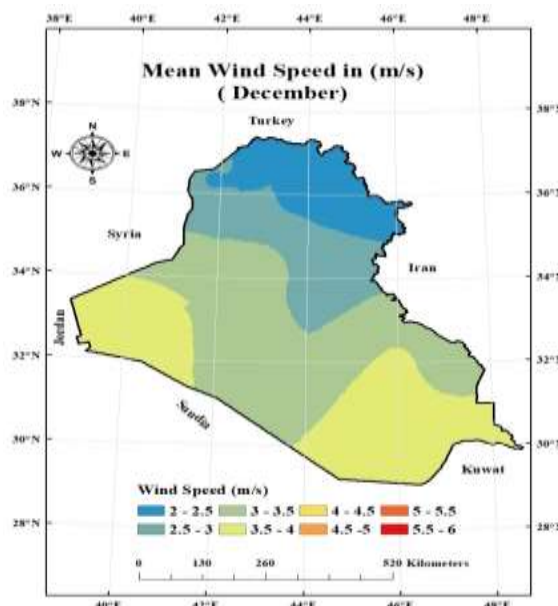 38°E 40°E 42°E 44°E 46°E 48°E
Mean Wind Speed in (m/s)
( December)
38°N 38°N
Turkey
N
W E
S
36°N 36°N
Syria
Iran
34°N 34°N
Jordan
32°N 32°N
Saudia
30°N 30°N
Kuwat
Wind Speed (m/s)
2 - 2.5 3 - 3.5 4 - 4.5 5 - 5.5
2.5 - 3 3.5 - 4 4.5 -5 5.5 - 6
28°N 28°N
0 130 260 520 Kilometers
40°E 42°E 44°E 46°E 48°E